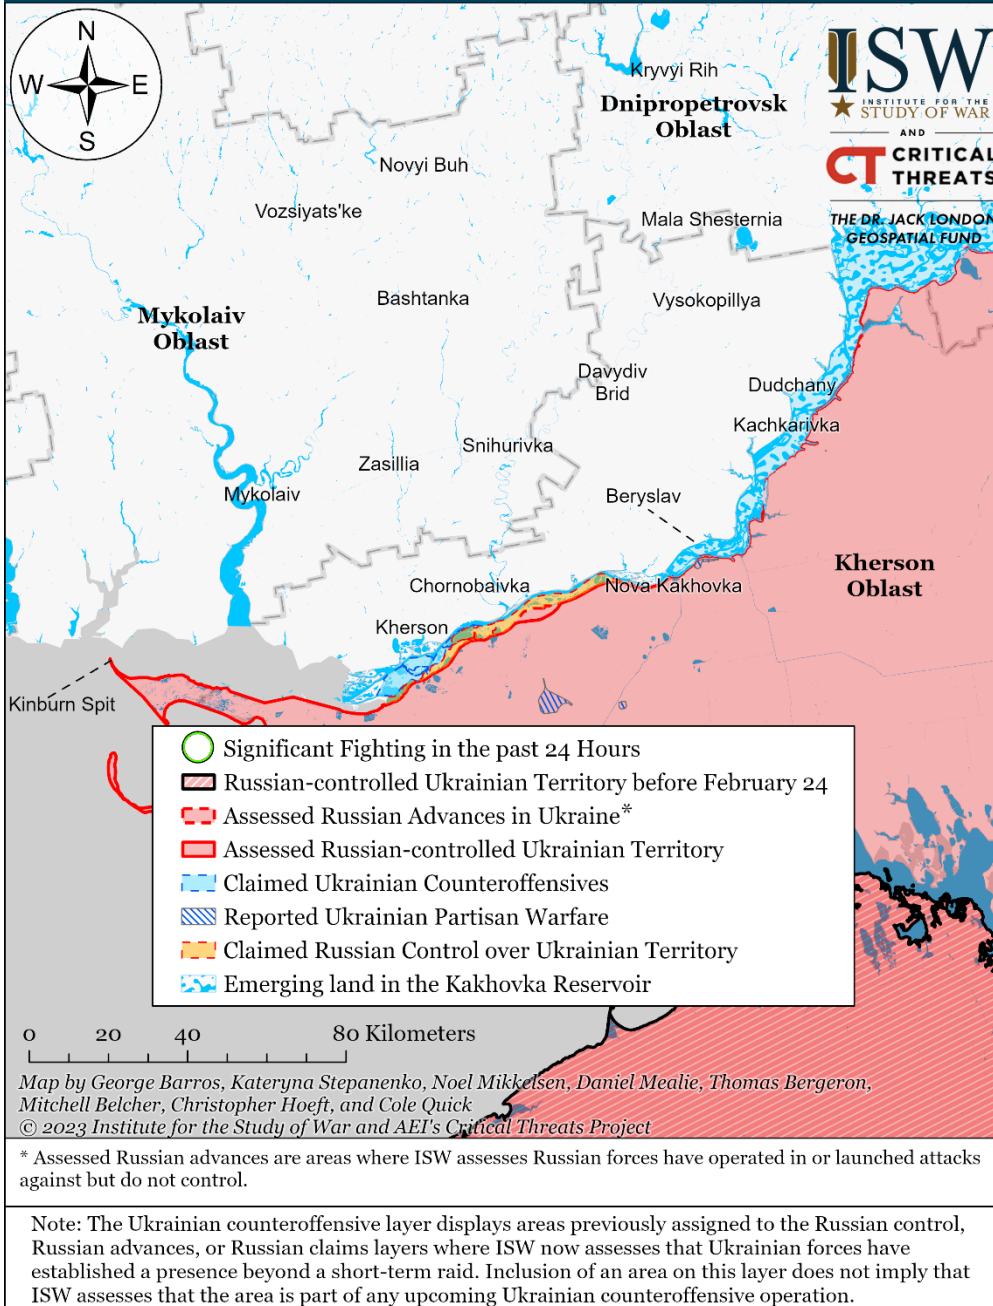 N
W
E
S
ISW
INSTITUTE FOR THE
STUDY OF WAR
AND
CT CRITICAL
THREATS
THE DR. JACK LONDON
GEOSPATIAL FUND
Kryvyi Rih
Dnipropetrovsk
Oblast
Novyi Buh
Vozsiyats'ke
Mala Shesternia
Bashtanka
Vysokopillya
Mykolaiv
Oblast
Davydiv
Brid
Dudchany
Kachkarivka
Snihurivka
Zasillia
Mykolaiv
Beryslav
Kherson
Oblast
Chornobaivka
Nova Kakhovka
Kherson
Kinburn Spit
Significant Fighting in the past 24 Hours
Russian-controlled Ukrainian Territory before February 24
Assessed Russian Advances in Ukraine*
Assessed Russian-controlled Ukrainian Territory
Claimed Ukrainian Counteroffensives
Reported Ukrainian Partisan Warfare
Claimed Russian Control over Ukrainian Territory
Emerging land in the Kakhovka Reservoir
0 20 40 80 Kilometers
Map by George Barros, Kateryna Stepanenko, Noel Mikkelsen, Daniel Mealie, Thomas Bergeron,
Mitchell Belcher, Christopher Hoeft, and Cole Quick
© 2023 Institute for the Study of War and AEI's Critical Threats Project
* Assessed Russian advances are areas where ISW assesses Russian forces have operated in or launched attacks
against but do not control.
Note: The Ukrainian counteroffensive layer displays areas previously assigned to the Russian control,
Russian advances, or Russian claims layers where ISW now assesses that Ukrainian forces have
established a presence beyond a short-term raid. Inclusion of an area on this layer does not imply that
ISW assesses that the area is part of any upcoming Ukrainian counteroffensive operation.